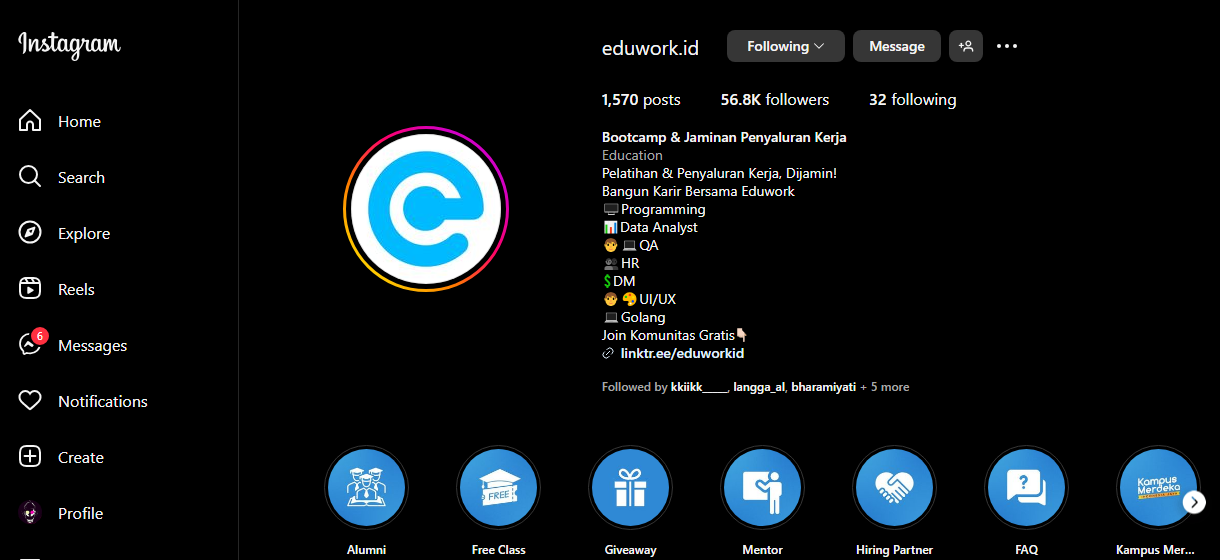 Instagram
Home
Search
Explore
Reels
6
Messages
Notifications
Create
Profile
eduwork.id
Following
Message
1,570 posts
56.8K followers
32 following
Bootcamp & Jaminan Penyaluran Kerja
Education
Pelatihan & Penyaluran Kerja, Dijamin!
Bangun Karir Bersama Eduwork
🖥️Programming
📊Data Analyst
🧑‍💻QA
👥HR
💲DM
🧑‍🎨UI/UX
💻Golang
Join Komunitas Gratis👇🏻
linktr.ee/eduworkid
Followed by kkiikk_____, langga_al, bharamiyati + 5 more
FREE
?
Kampus
Merdeka
Alumni
Free Class
Giveaway
Mentor
Hiring Partner
FAQ
Kampus Mer...